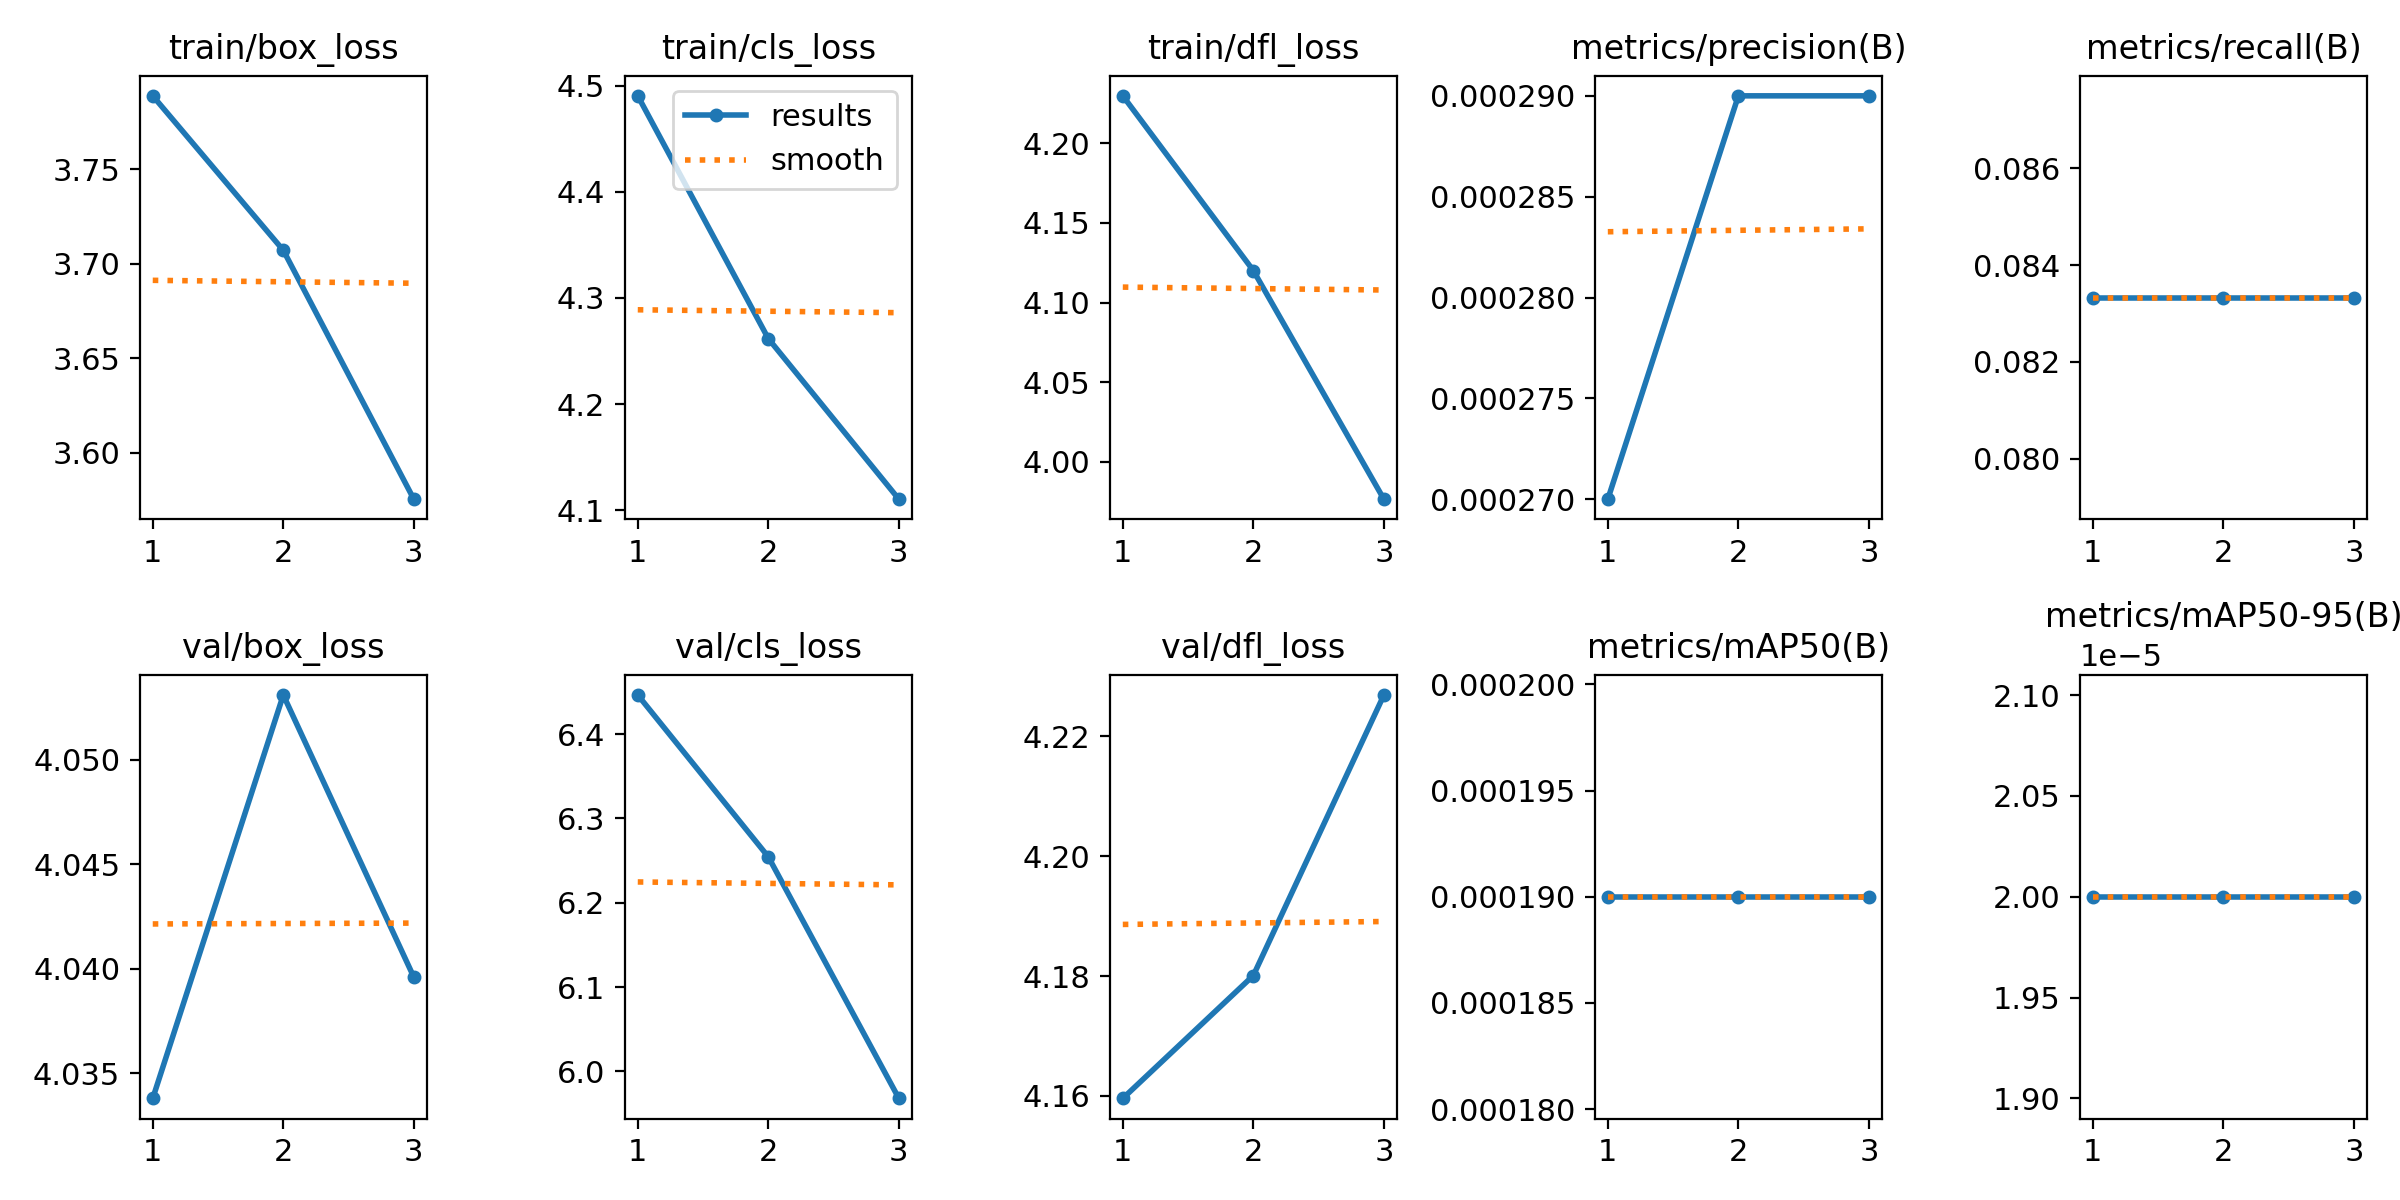 train/box_loss
3.75
3.70
3.65
3.60
1 2 3
train/cls_loss
results
smooth
4.5
4.4
4.3
4.2
4.1
1 2 3
train/dfl_loss
4.20
4.15
4.10
4.05
4.00
1 2 3
metrics/precision(B)
0.000290
0.000285
0.000280
0.000275
0.000270
1 2 3
metrics/recall(B)
0.086
0.084
0.082
0.080
1 2 3
val/box_loss
4.050
4.045
4.040
4.035
1 2 3
val/cls_loss
6.4
6.3
6.2
6.1
6.0
1 2 3
val/dfl_loss
4.22
4.20
4.18
4.16
1 2 3
metrics/mAP50(B)
0.000200
0.000195
0.000190
0.000185
0.000180
1 2 3
metrics/mAP50-95(B)
1e−5
2.10
2.05
2.00
1.95
1.90
1 2 3